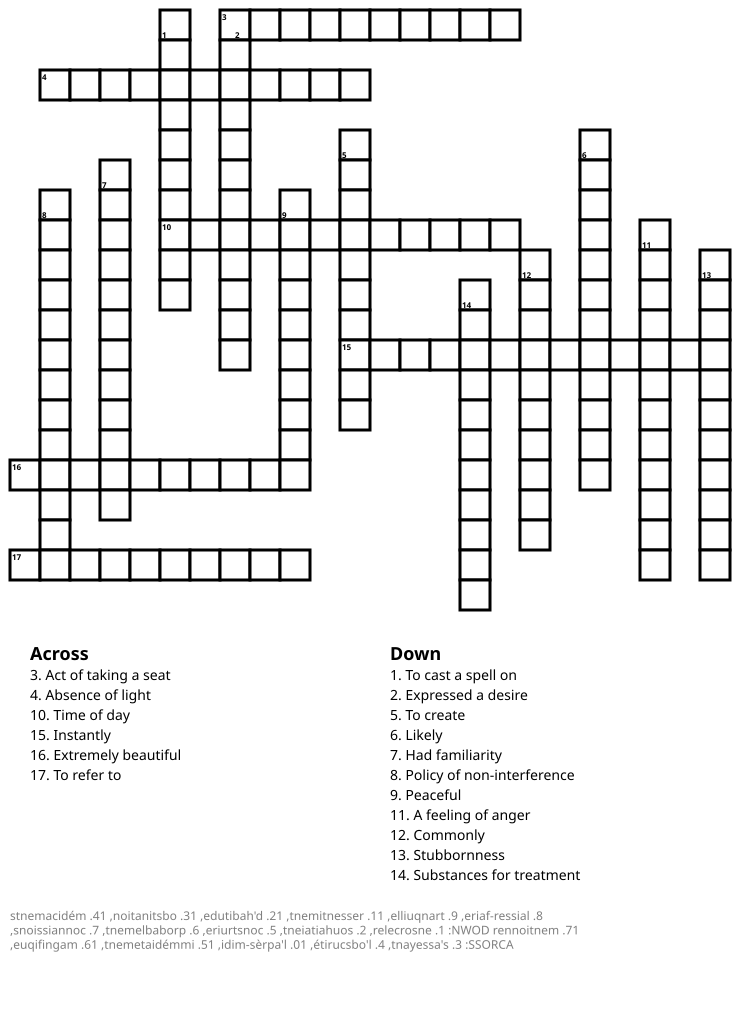 3
1 2
4
5 6
7
8 9
10
11
12 13
14
15
16
17
Across
3. Act of taking a seat
4. Absence of light
10. Time of day
15. Instantly
16. Extremely beautiful
17. To refer to
Down
1. To cast a spell on
2. Expressed a desire
5. To create
6. Likely
7. Had familiarity
8. Policy of non-interference
9. Peaceful
11. A feeling of anger
12. Commonly
13. Stubbornness
14. Substances for treatment
stnemacidém .41 ,noitanitsbo .31 ,edutibah'd .21 ,tnemitnesser .11 ,elliuqnart .9 ,eriaf-ressial .8
,snoissiannoc .7 ,tnemelbaborp .6 ,eriurtsnoc .5 ,tneiatiahuos .2 ,relecrosne .1 :NWOD rennoitnem .71
,euqifingam .61 ,tnemetaidémmi .51 ,idim-sèrpa'l .01 ,étirucsbo'l .4 ,tnayessa's .3 :SSORCA